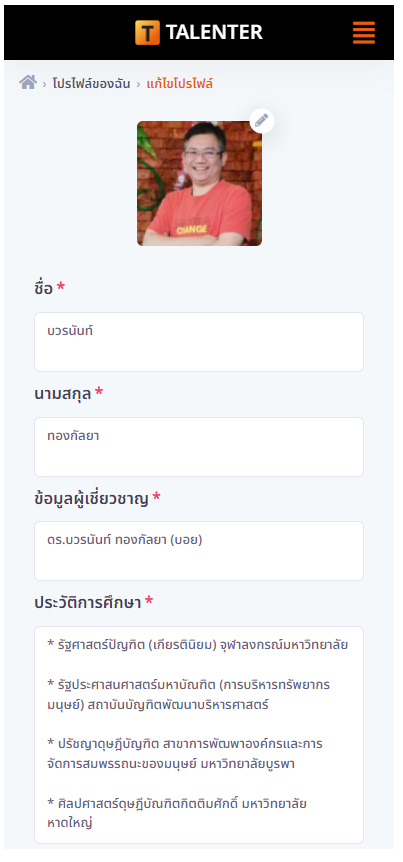 T TALENTER
› โปรไฟล์ของฉัน › แก้ไขโปรไฟล์
CHANGE
ชื่อ *
บวรนันท์
นามสกุล *
ทองกัลยา
ข้อมูลผู้เชี่ยวชาญ *
ดร.บวรนันท์ ทองกัลยา (บอย)
ประวัติการศึกษา *
* รัฐศาสตร์ปัญฑิต (เกียรตินิยม) จุฬาลงกรณ์มหาวิทยาลัย
* รัฐประศาสนศาสตร์มหาบัณฑิต (การบริหารทรัพยากร
มนุษย์) สถาบันบัณฑิตพัฒนาบริหารศาสตร์
* ปรัชญาดุษฎีบัณฑิต สาขาการพัฒพาองค์กรและการ
จัดการสมพรรถนะของมนุษย์ มหาวิทยาลัยบูรพา
* ศิลปศาสตร์ดุษฎีบัณฑิตกิตติมศักดิ์ มหาวิทยาลัย
หาดใหญ่